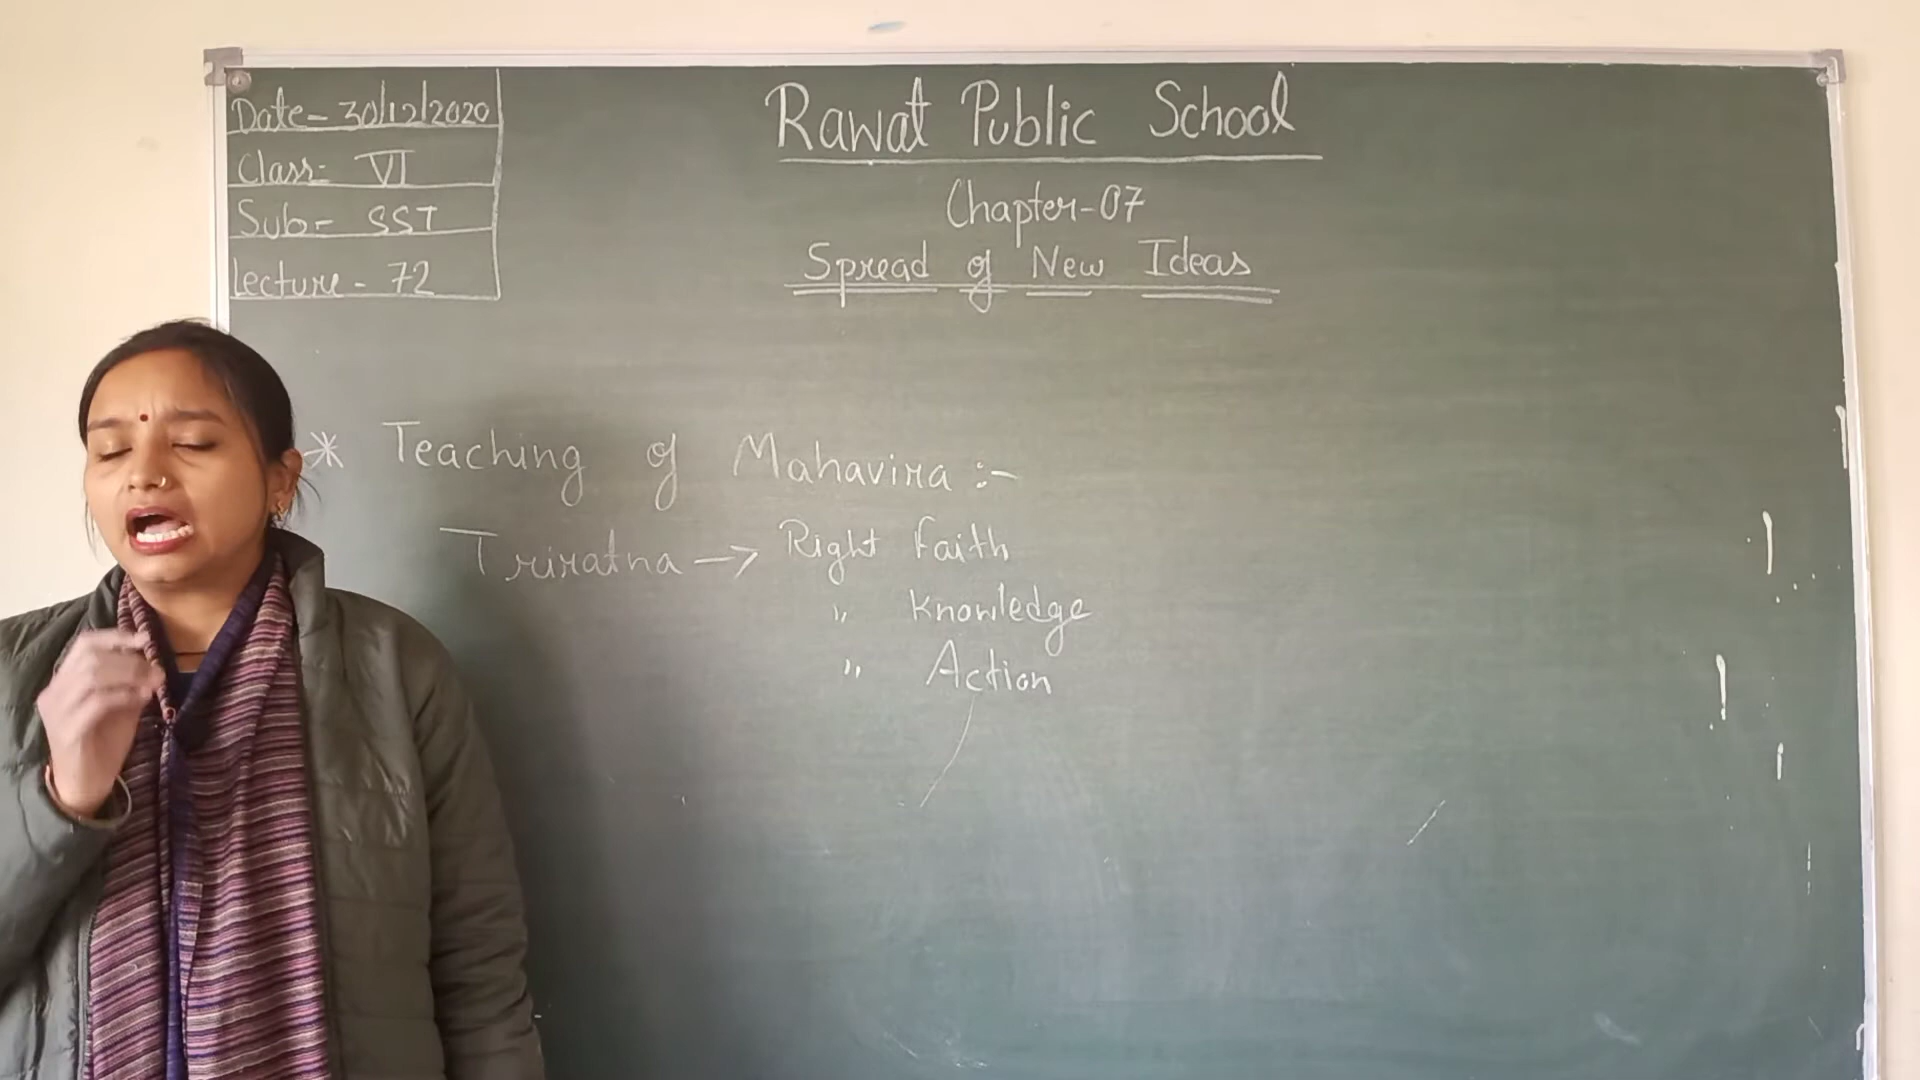 Date- 30/12/2020
Class:- VI
Sub:- SST
Lecture - 72
Rawat Public School
Chapter-07
Spread of New Ideas
* Teaching of Mahavira :-
Triratna → Right Faith
" Knowledge
" Action